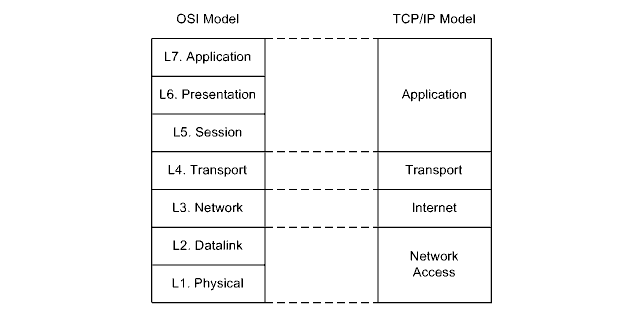 OSI Model
TCP/IP Model
L7. Application
L6. Presentation
L5. Session
L4. Transport
L3. Network
L2. Datalink
L1. Physical
Application
Transport
Internet
Network
Access